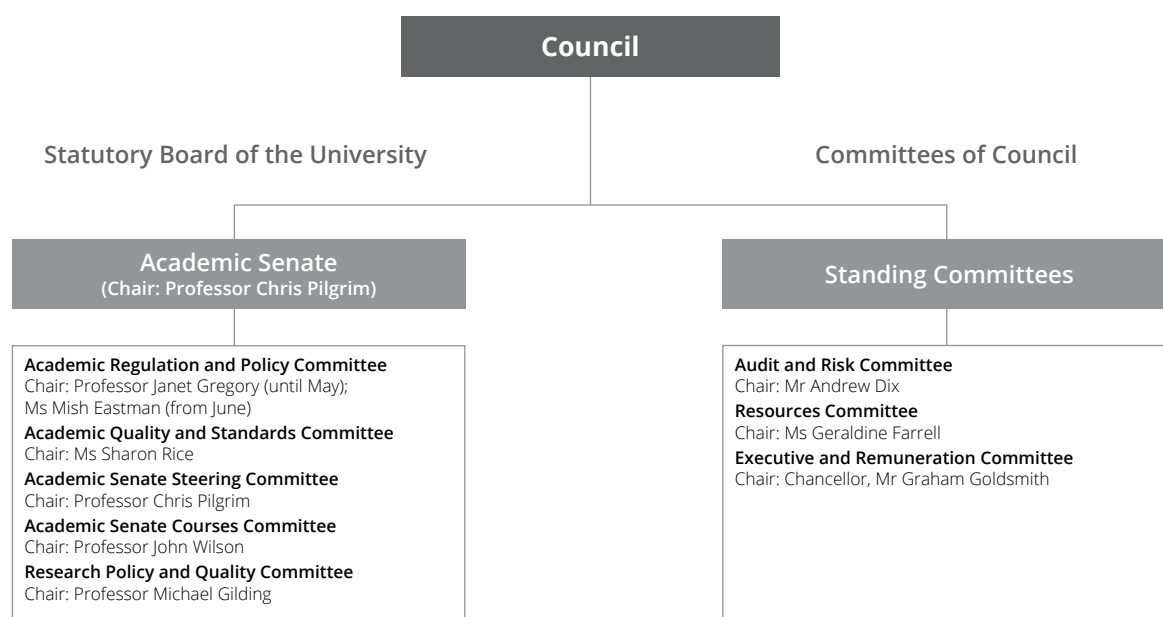 Council
Statutory Board of the University
Committees of Council
Academic Senate
(Chair: Professor Chris Pilgrim)
Standing Committees
Academic Regulation and Policy Committee
Chair: Professor Janet Gregory (until May);
Ms Mish Eastman (from June)
Academic Quality and Standards Committee
Chair: Ms Sharon Rice
Academic Senate Steering Committee
Chair: Professor Chris Pilgrim
Academic Senate Courses Committee
Chair: Professor John Wilson
Research Policy and Quality Committee
Chair: Professor Michael Gilding
Audit and Risk Committee
Chair: Mr Andrew Dix
Resources Committee
Chair: Ms Geraldine Farrell
Executive and Remuneration Committee
Chair: Chancellor, Mr Graham Goldsmith